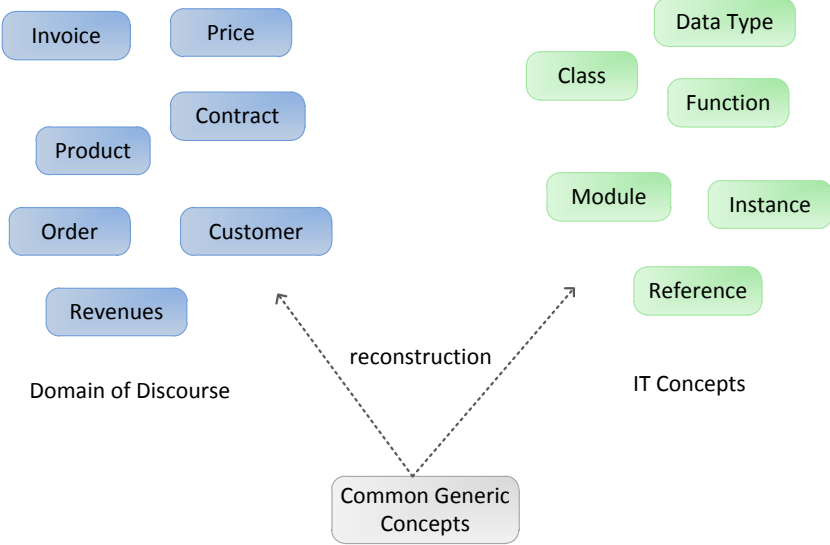 Invoice
Price
Contract
Product
Order
Customer
Revenues
Domain of Discourse
Data Type
Class
Function
Module
Instance
Reference
IT Concepts
reconstruction
Common Generic
Concepts